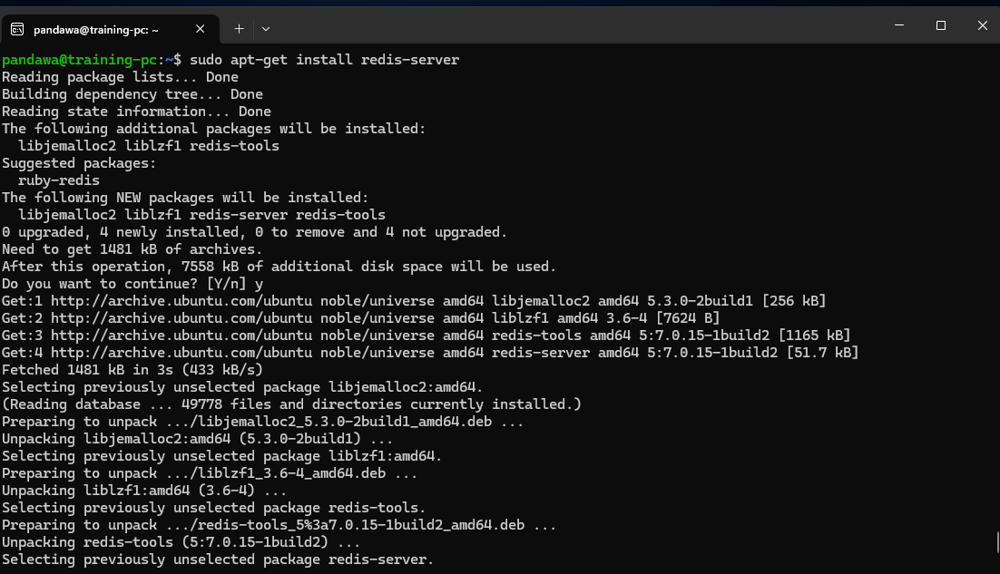 pandawa@training-pc: ~
pandawa@training-pc:~$ sudo apt-get install redis-server
Reading package lists... Done
Building dependency tree... Done
Reading state information... Done
The following additional packages will be installed:
  libjemalloc2 liblzf1 redis-tools
Suggested packages:
  ruby-redis
The following NEW packages will be installed:
  libjemalloc2 liblzf1 redis-server redis-tools
0 upgraded, 4 newly installed, 0 to remove and 4 not upgraded.
Need to get 1481 kB of archives.
After this operation, 7558 kB of additional disk space will be used.
Do you want to continue? [Y/n] y
Get:1 http://archive.ubuntu.com/ubuntu noble/universe amd64 libjemalloc2 amd64 5.3.0-2build1 [256 kB]
Get:2 http://archive.ubuntu.com/ubuntu noble/universe amd64 liblzf1 amd64 3.6-4 [7624 B]
Get:3 http://archive.ubuntu.com/ubuntu noble/universe amd64 redis-tools amd64 5:7.0.15-1build2 [1165 kB]
Get:4 http://archive.ubuntu.com/ubuntu noble/universe amd64 redis-server amd64 5:7.0.15-1build2 [51.7 kB]
Fetched 1481 kB in 3s (433 kB/s)
Selecting previously unselected package libjemalloc2:amd64.
(Reading database ... 49778 files and directories currently installed.)
Preparing to unpack .../libjemalloc2_5.3.0-2build1_amd64.deb ...
Unpacking libjemalloc2:amd64 (5.3.0-2build1) ...
Selecting previously unselected package liblzf1:amd64.
Preparing to unpack .../liblzf1_3.6-4_amd64.deb ...
Unpacking liblzf1:amd64 (3.6-4) ...
Selecting previously unselected package redis-tools.
Preparing to unpack .../redis-tools_5%3a7.0.15-1build2_amd64.deb ...
Unpacking redis-tools (5:7.0.15-1build2) ...
Selecting previously unselected package redis-server.